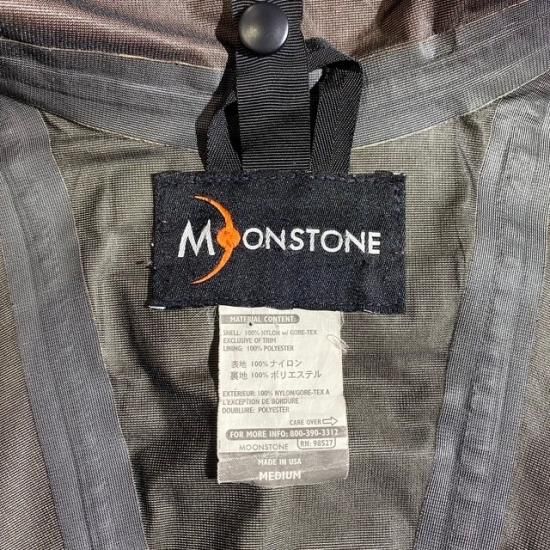 MOONSTONE
MATERIAL CONTENT:
SHELL: 100% NYLON w/ GORE-TEX
EXCLUSIVE OF TRIM
LINING: 100% POLYESTER
表地 100% ナイロン
裏地 100% ポリエステル
EXTERIEUR: 100% NYLON/GORE-TEX A
L'EXCEPTION DE BORDURE
DOUBLURE: POLYESTER
CARE OVER
FOR MORE INFO: 800-390-3312
MOONSTONE RN: 98527
MADE IN USA
MEDIUM